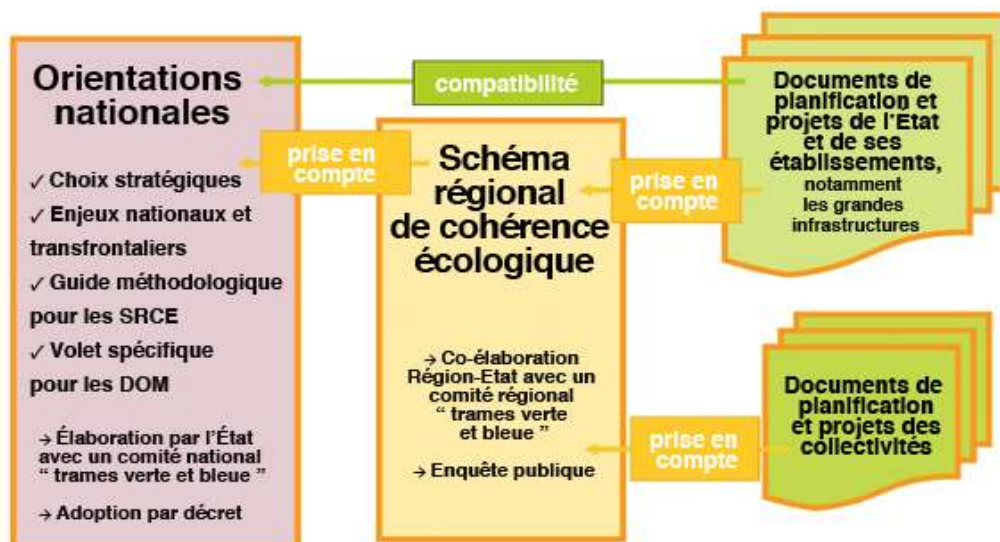 Orientations
nationales
✓ Choix stratégiques
✓ Enjeux nationaux et
transfrontaliers
✓ Guide méthodologique
pour les SRCE
✓ Volet spécifique
pour les DOM
→ Élaboration par l'État
avec un comité national
“ trames verte et bleue ”
→ Adoption par décret
compatibilité
prise en
compte
Schéma
régional
de cohérence
écologique
→ Co-élaboration
Région-Etat avec un
comité régional
“ trames verte
et bleue ”
→ Enquête publique
prise en
compte
Documents de
planification et
projets de l'État
et de ses
établissements,
notamment
les grandes
infrastructures
prise en
compte
Documents de
planification
et projets des
collectivités